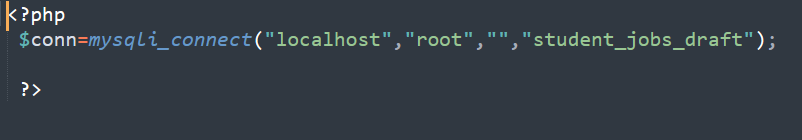 <?php
$conn=mysqli_connect("localhost","root","","student_jobs_draft");
?>